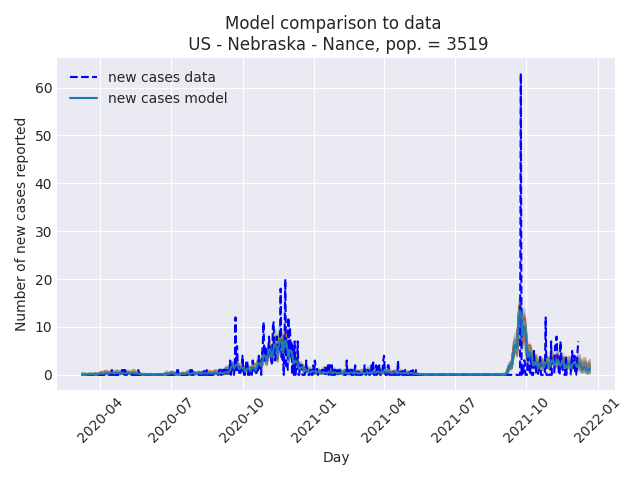 Model comparison to data
US - Nebraska - Nance, pop. = 3519
new cases data
new cases model
Number of new cases reported
60
50
40
30
20
10
0
2020-04
2020-07
2020-10
2021-01
2021-04
2021-07
2021-10
2022-01
Day